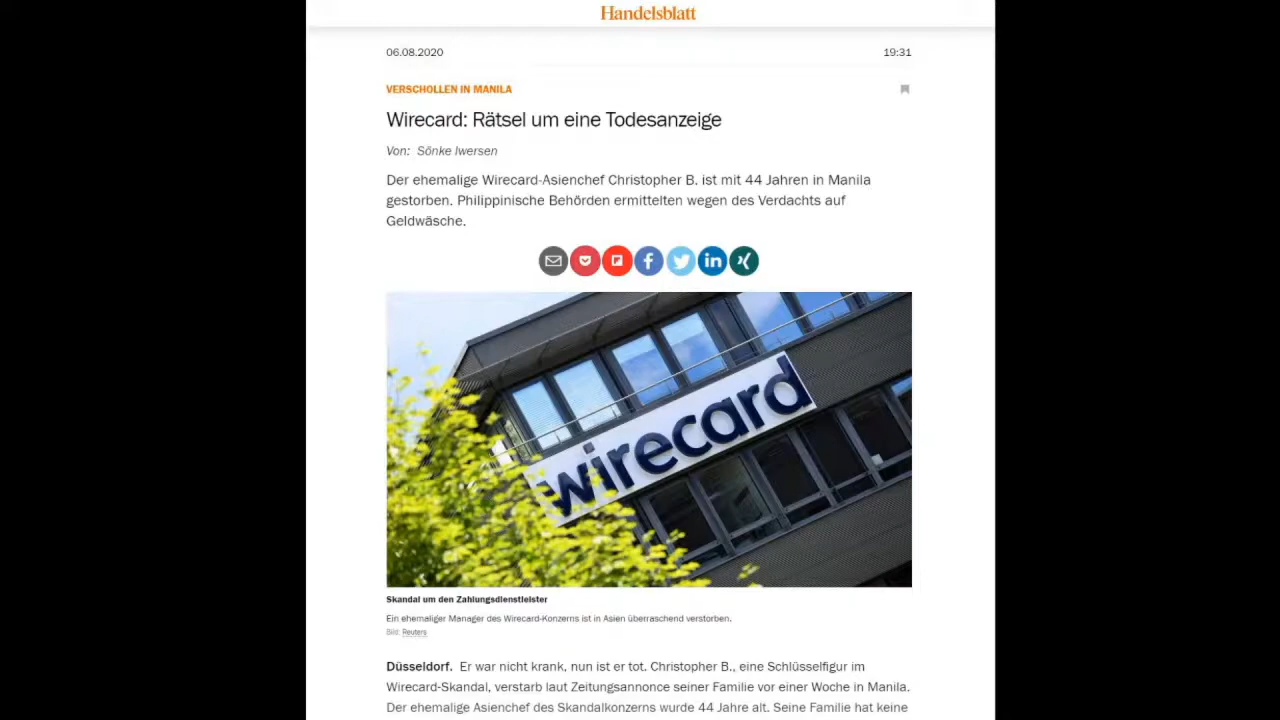 Handelsblatt
06.08.2020 19:31
VERSCHOLLEN IN MANILA
Wirecard: Rätsel um eine Todesanzeige
Von: Sönke Iwersen
Der ehemalige Wirecard-Asienchef Christopher B. ist mit 44 Jahren in Manila
gestorben. Philippinische Behörden ermittelten wegen des Verdachts auf
Geldwäsche.
in
wirecard
Skandal um den Zahlungsdienstleister
Ein ehemaliger Manager des Wirecard-Konzerns ist in Asien überraschend verstorben.
Bild: Reuters
Düsseldorf. Er war nicht krank, nun ist er tot. Christopher B., eine Schlüsselfigur im
Wirecard-Skandal, verstarb laut Zeitungsannonce seiner Familie vor einer Woche in Manila.
Der ehemalige Asienchef des Skandalkonzerns wurde 44 Jahre alt. Seine Familie hat keine